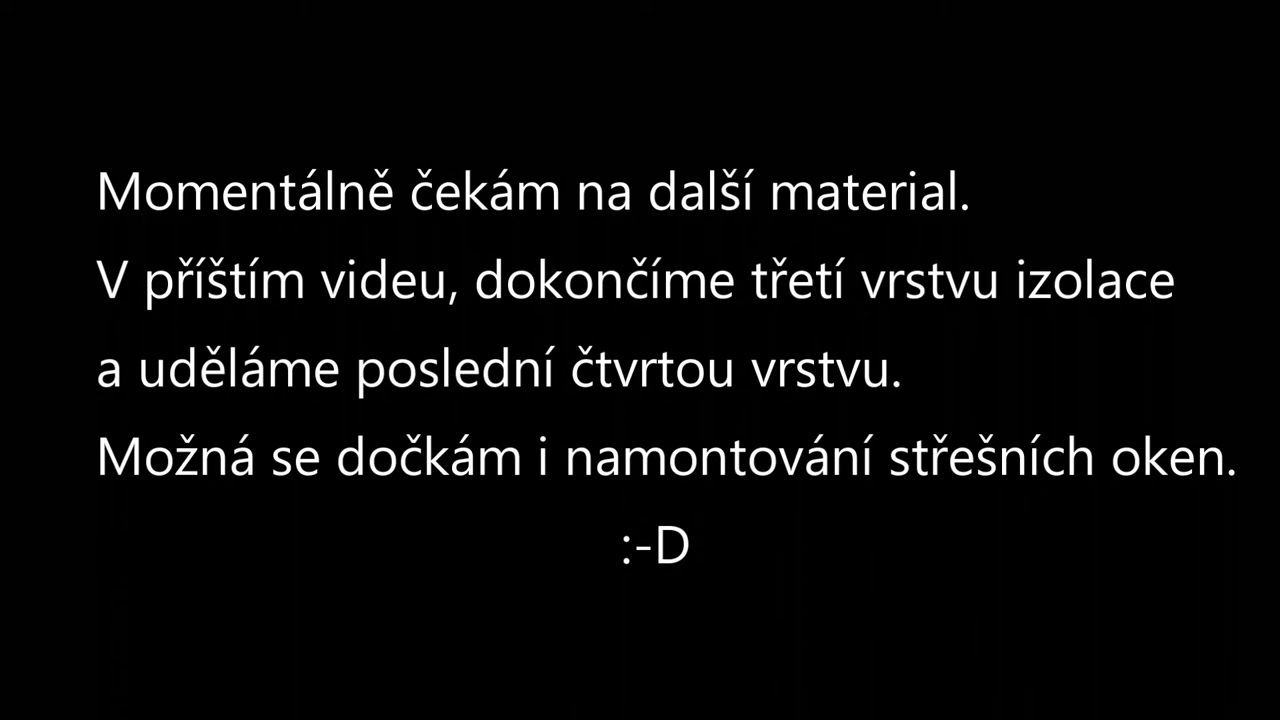 Momentálně čekám na další material.
V příštím videu, dokončíme třetí vrstvu izolace
a uděláme poslední čtvrtou vrstvu.
Možná se dočkám i namontování střešních oken.
:-D